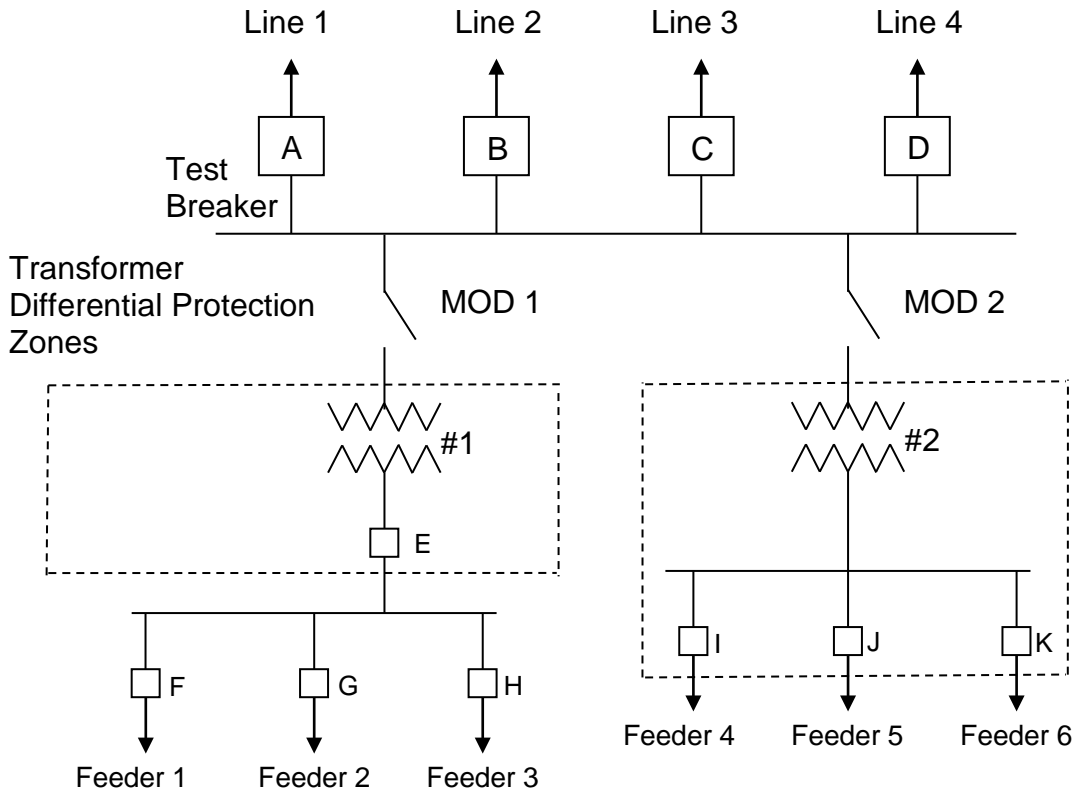 Line 1
Line 2
Line 3
Line 4
A
B
C
D
Test
Breaker
Transformer
Differential Protection
Zones
MOD 1
MOD 2
#1
#2
E
F
G
H
I
J
K
Feeder 1
Feeder 2
Feeder 3
Feeder 4
Feeder 5
Feeder 6